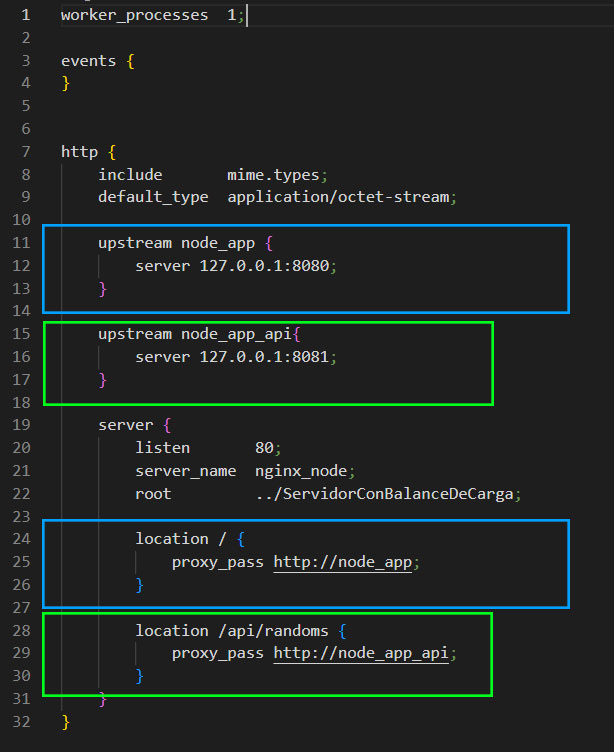 1 worker_processes  1;
2
3 events {
4 }
5
6
7 http {
8     include       mime.types;
9     default_type  application/octet-stream;
10
11     upstream node_app {
12         server 127.0.0.1:8080;
13     }
14
15     upstream node_app_api{
16         server 127.0.0.1:8081;
17     }
18
19     server {
20         listen       80;
21         server_name  nginx_node;
22         root         ../ServidorConBalanceDeCarga;
23
24         location / {
25             proxy_pass http://node_app;
26         }
27
28         location /api/randoms {
29             proxy_pass http://node_app_api;
30         }
31     }
32 }